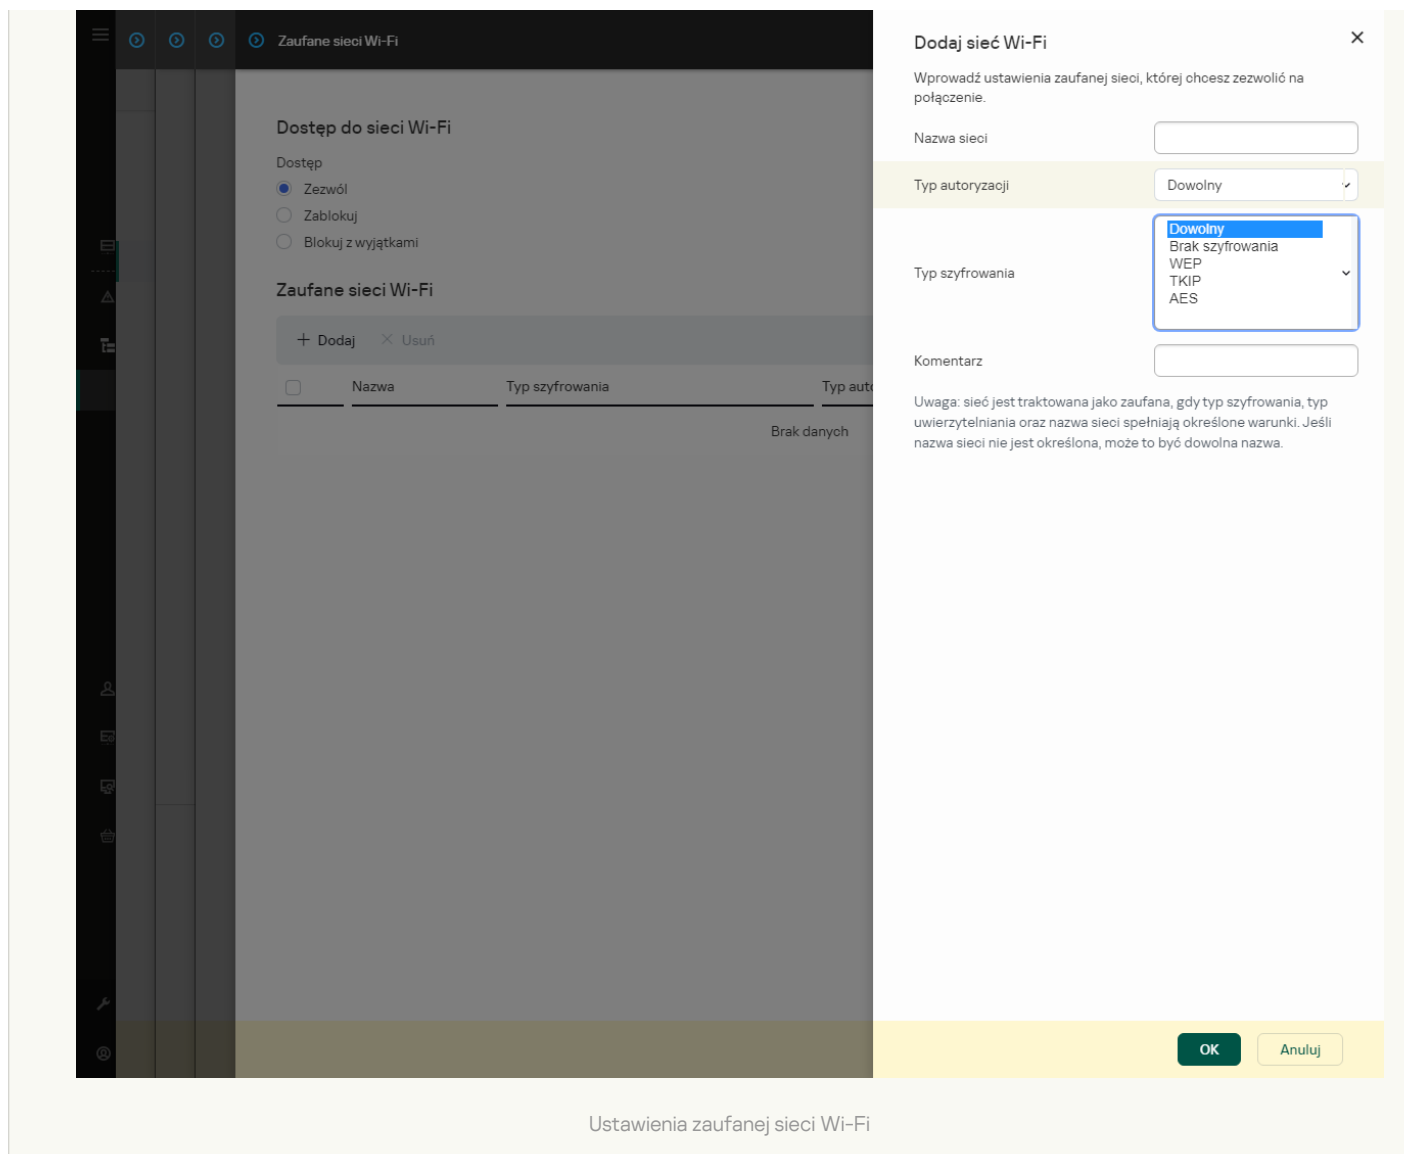 Zaufane sieci Wi-Fi
Dostęp do sieci Wi-Fi
Dostęp
Zezwól
Zablokuj
Blokuj z wyjątkami
Zaufane sieci Wi-Fi
Dodaj
Usuń
Nazwa
Typ szyfrowania
Typ auto
Brak danych
Dodaj sieć Wi-Fi
Wprowadź ustawienia zaufanej sieci, której chcesz zezwolić na
połączenie.
Nazwa sieci
Typ autoryzacji
Dowolny
Typ szyfrowania
Dowolny
Brak szyfrowania
WEP
TKIP
AES
Komentarz
Uwaga: sieć jest traktowana jako zaufana, gdy typ szyfrowania, typ
uwierzytelniania oraz nazwa sieci spełniają określone warunki. Jeśli
nazwa sieci nie jest określona, może to być dowolna nazwa.
OK
Anuluj
Ustawienia zaufanej sieci Wi-Fi